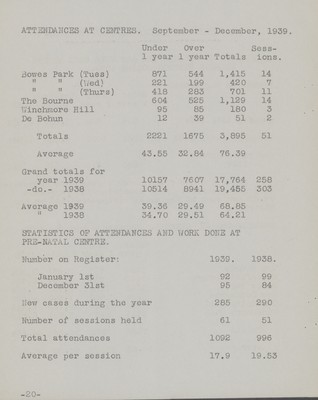 ATTENDANCES AT CENTRES. September - December, 1939.
Under Over Sess-
1 year 1 year Totals ions.
Bowes Park (Tues) 871 544 1,415 14
" " (Wed) 221 199 420 7
" " (Thurs) 418 283 701 11
The Bourne 604 525 1,129 14
Winchmore Hill 95 85 180 3
De Bohun 12 39 51 2
Totals 2221 1675 3,895 51
Average 43.55 32.84 76.39
Grand totals for
year 1939 10157 7607 17,764 258
-do.- 1938 10514 8941 19,455 303
Average 1939 39.36 29.49 68.85
" 1938 34.70 29.51 64.21
STATISTICS OF ATTENDANCES AND WORK DONE AT
PRE-NATAL CENTRE.
Number on Register: 1939. 1938.
January 1st 92 99
December 31st 95 84
New cases during the year 285 290
Number of sessions held 61 51
Total attendances 1092 996
Average per session 17.9 19.53
-20-